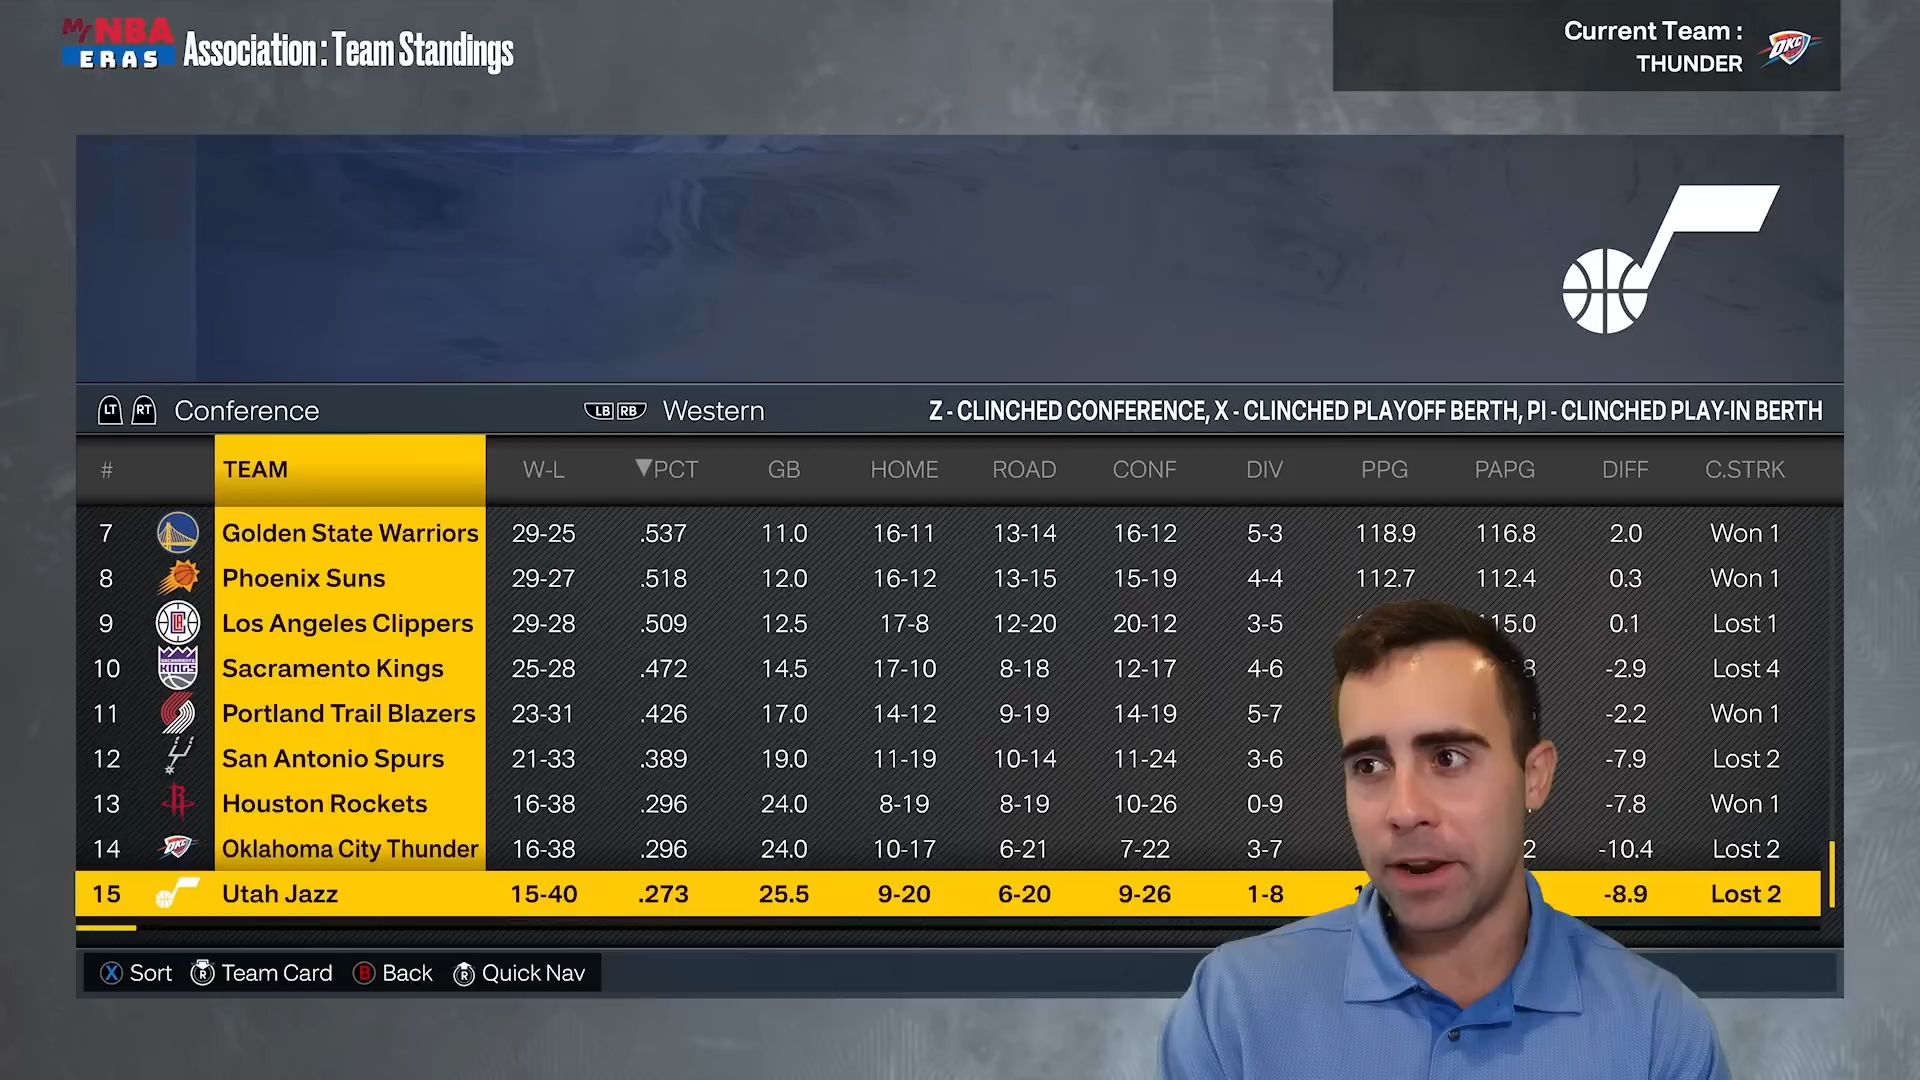 My NBA
ERAS
Association : Team Standings
Current Team :
THUNDER
OKC
LT RT Conference LB RB Western Z - CLINCHED CONFERENCE, X - CLINCHED PLAYOFF BERTH, PI - CLINCHED PLAY-IN BERTH
# TEAM W-L ▼PCT GB HOME ROAD CONF DIV PPG PAPG DIFF C.STRK
7 Golden State Warriors 29-25 .537 11.0 16-11 13-14 16-12 5-3 118.9 116.8 2.0 Won 1
8 Phoenix Suns 29-27 .518 12.0 16-12 13-15 15-19 4-4 112.7 112.4 0.3 Won 1
9 Los Angeles Clippers 29-28 .509 12.5 17-8 12-20 20-12 3-5 0.1 Lost 1
10 KINGS Sacramento Kings 25-28 .472 14.5 17-10 8-18 12-17 4-6 -2.9 Lost 4
11 Portland Trail Blazers 23-31 .426 17.0 14-12 9-19 14-19 5-7 -2.2 Won 1
12 San Antonio Spurs 21-33 .389 19.0 11-19 10-14 11-24 3-6 -7.9 Lost 2
13 Houston Rockets 16-38 .296 24.0 8-19 8-19 10-26 0-9 -7.8 Won 1
14 OKC Oklahoma City Thunder 16-38 .296 24.0 10-17 6-21 7-22 3-7 -10.4 Lost 2
15 Utah Jazz 15-40 .273 25.5 9-20 6-20 9-26 1-8 -8.9 Lost 2
X Sort R Team Card B Back R Quick Nav